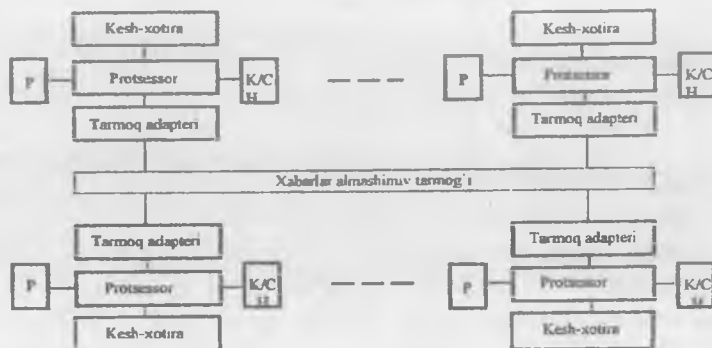 Kesh-xotira
Kesh-xotira
P
Protsessor
K/C
H
P
Protsessor
K/C
H
Tarmoq adapteri
Tarmoq adapteri
Xabarlar almashinuv tarmog'i
Tarmoq adapteri
Tarmoq adapteri
P
Protsessor
K/C
P
Protsessor
K/C
Kesh-xotira
Kesh-xotira